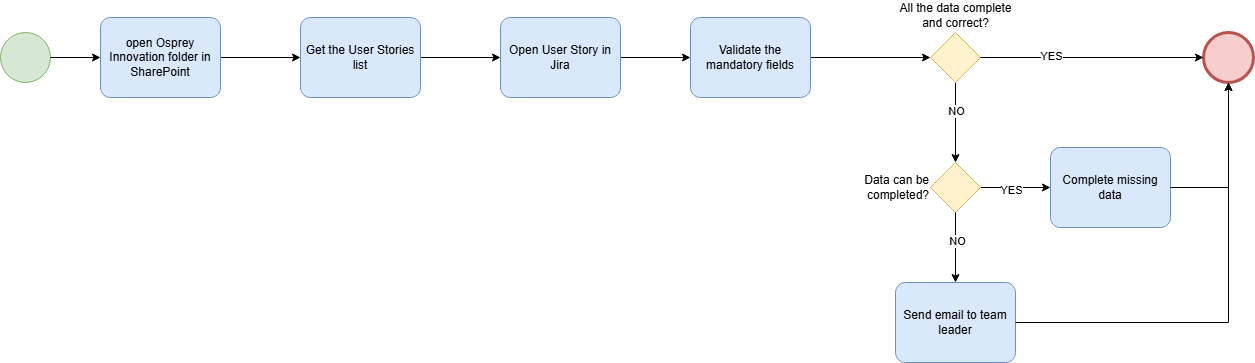 open Osprey
Innovation folder in
SharePoint
Get the User Stories
list
Open User Story in
Jira
Validate the
mandatory fields
All the data complete
and correct?
YES
NO
Data can be
completed?
YES
Complete missing
data
NO
Send email to team
leader